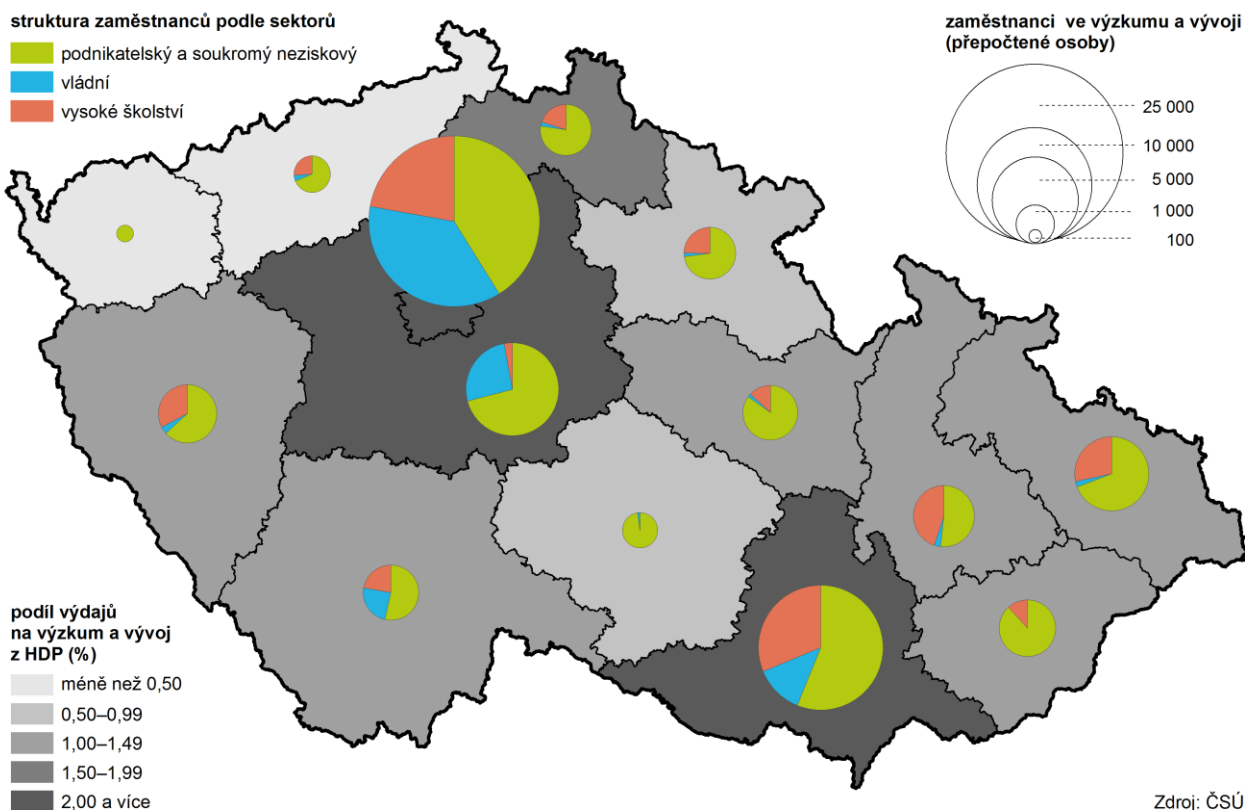 struktura zaměstnanců podle sektorů
podnikatelský a soukromý neziskový
vládní
vysoké školství
zaměstnanci ve výzkumu a vývoji
(přepočtené osoby)
25 000
10 000
5 000
1 000
100
podíl výdajů
na výzkum a vývoj
z HDP (%)
méně než 0,50
0,50–0,99
1,00–1,49
1,50–1,99
2,00 a více
Zdroj: ČSÚ